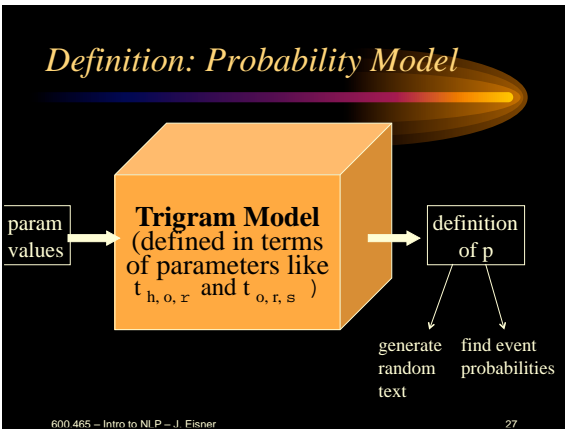 Definition: Probability Model
param
values
Trigram Model
(defined in terms
of parameters like
t h, o, r and t o, r, s )
definition
of p
generate
random
text
find event
probabilities
600.465 – Intro to NLP – J. Eisner
27